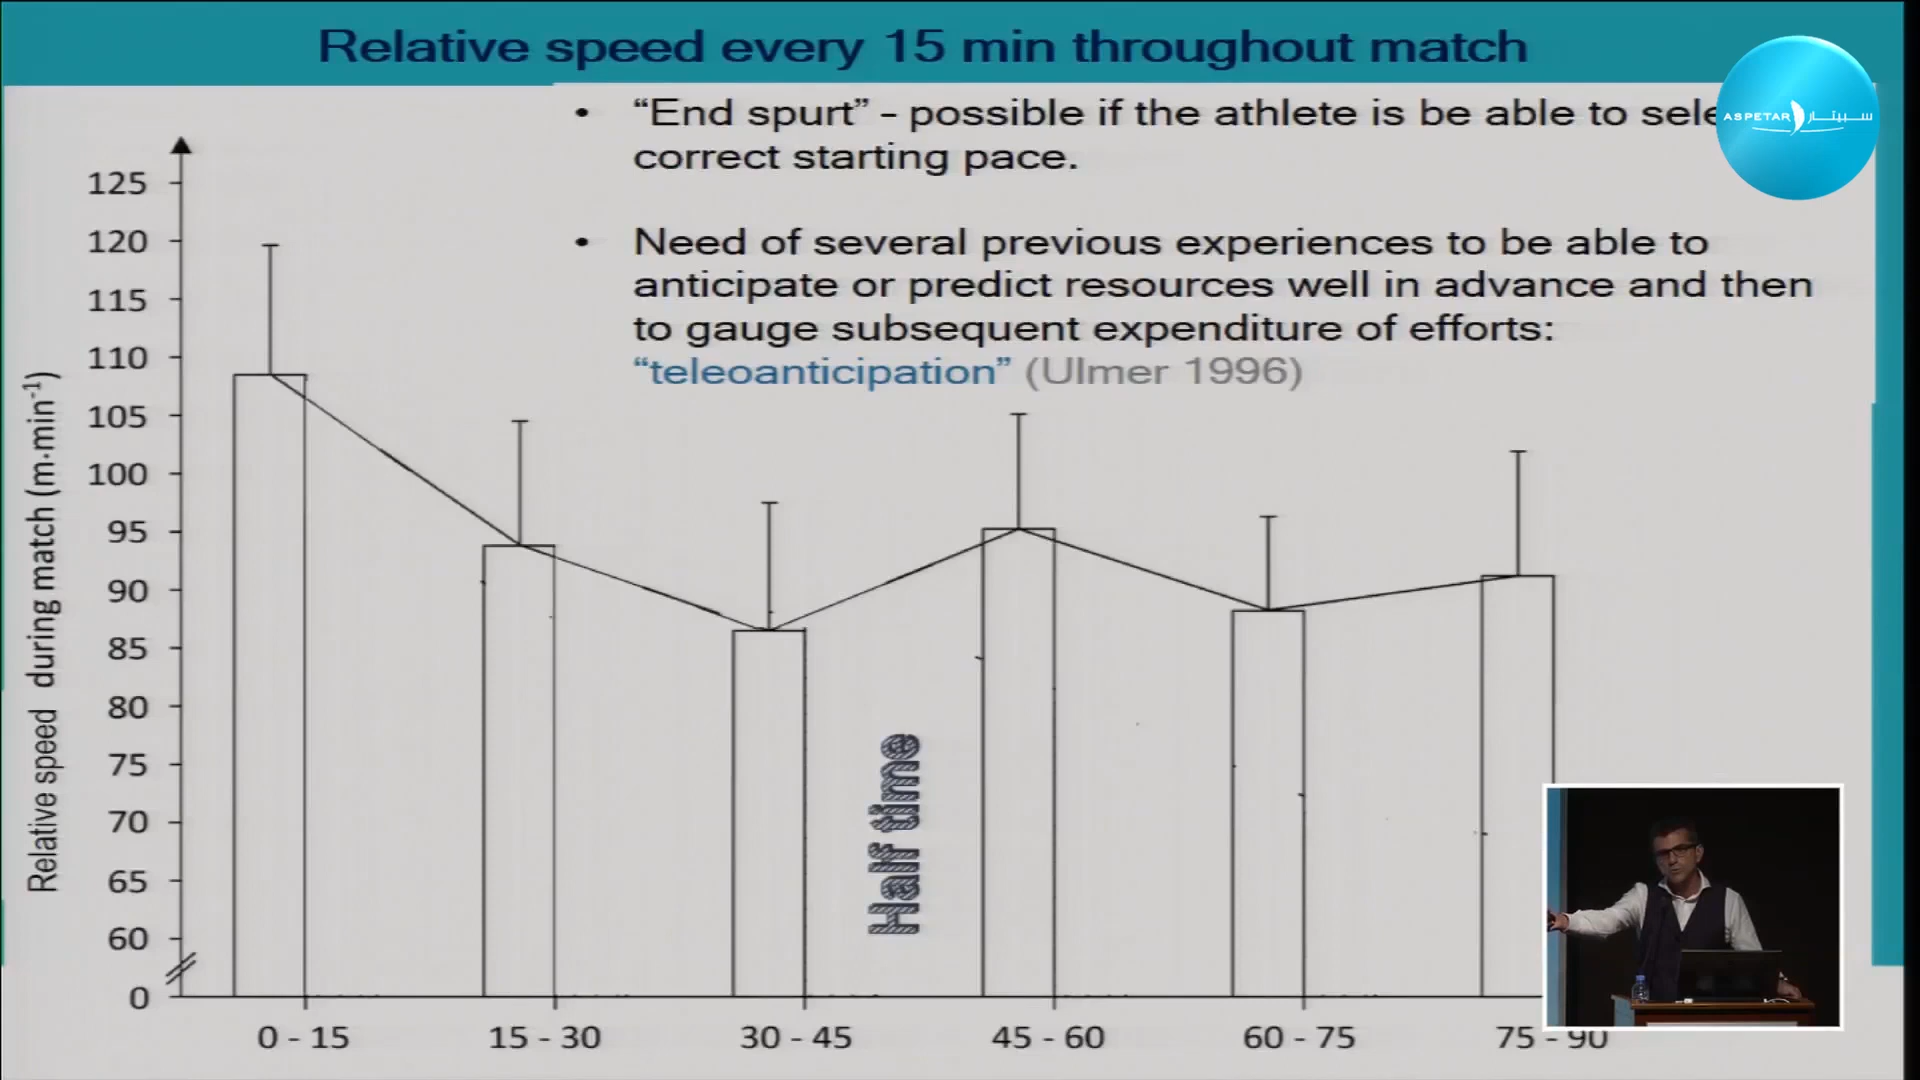 Relative speed every 15 min throughout match
• “End spurt” - possible if the athlete is be able to
correct starting pace.
• Need of several previous experiences to be able to
anticipate or predict resources well in advance and then
to gauge subsequent expenditure of efforts:
“teleoanticipation” (Ulmer 1996)
ASPETAR سبيتار
Relative speed during match (m·min⁻¹)
125
120
115
110
105
100
95
90
85
80
75
70
65
60
0
Half time
0 - 15
15 - 30
30 - 45
45 - 60
60 - 75
75 - 90